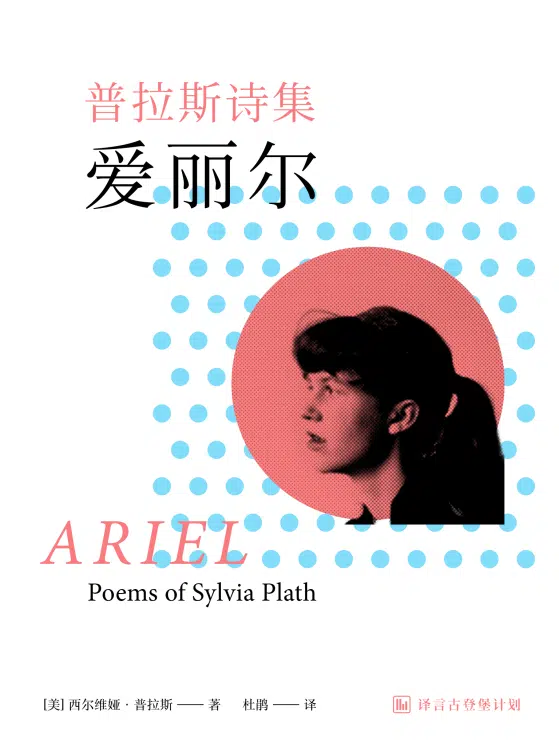 普拉斯诗集
爱丽尔
ARIEL
Poems of Sylvia Plath
[美] 西尔维娅·普拉斯 —— 著 杜鹃 —— 译
译言古登堡计划